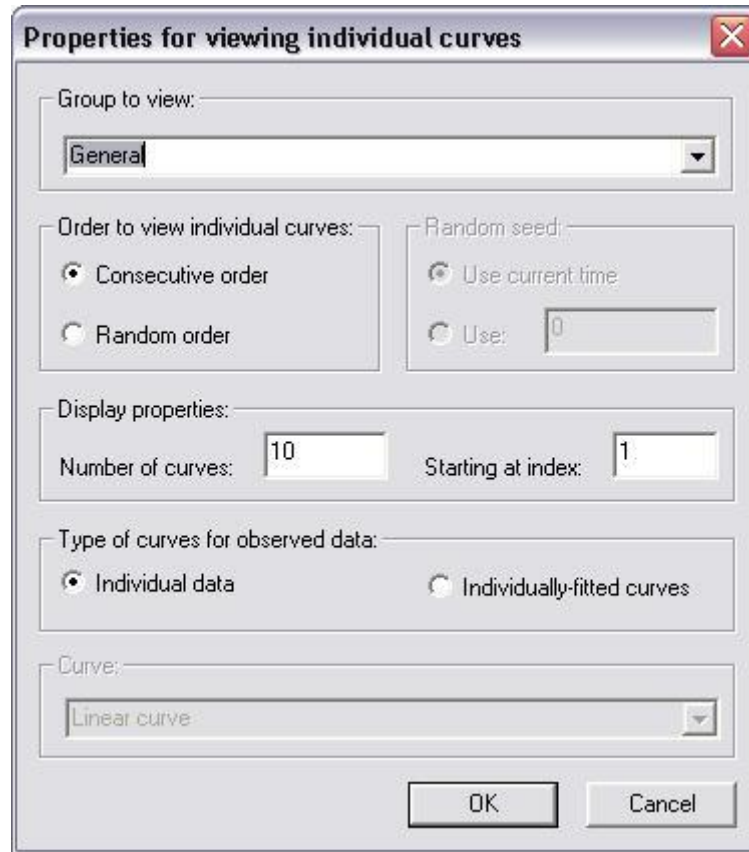 Properties for viewing individual curves
Group to view:
General
Order to view individual curves:
Consecutive order
Random order
Random seed:
Use current time
Use: 0
Display properties:
Number of curves: 10 Starting at index: 1
Type of curves for observed data:
Individual data Individually-fitted curves
Curve:
Linear curve
OK Cancel